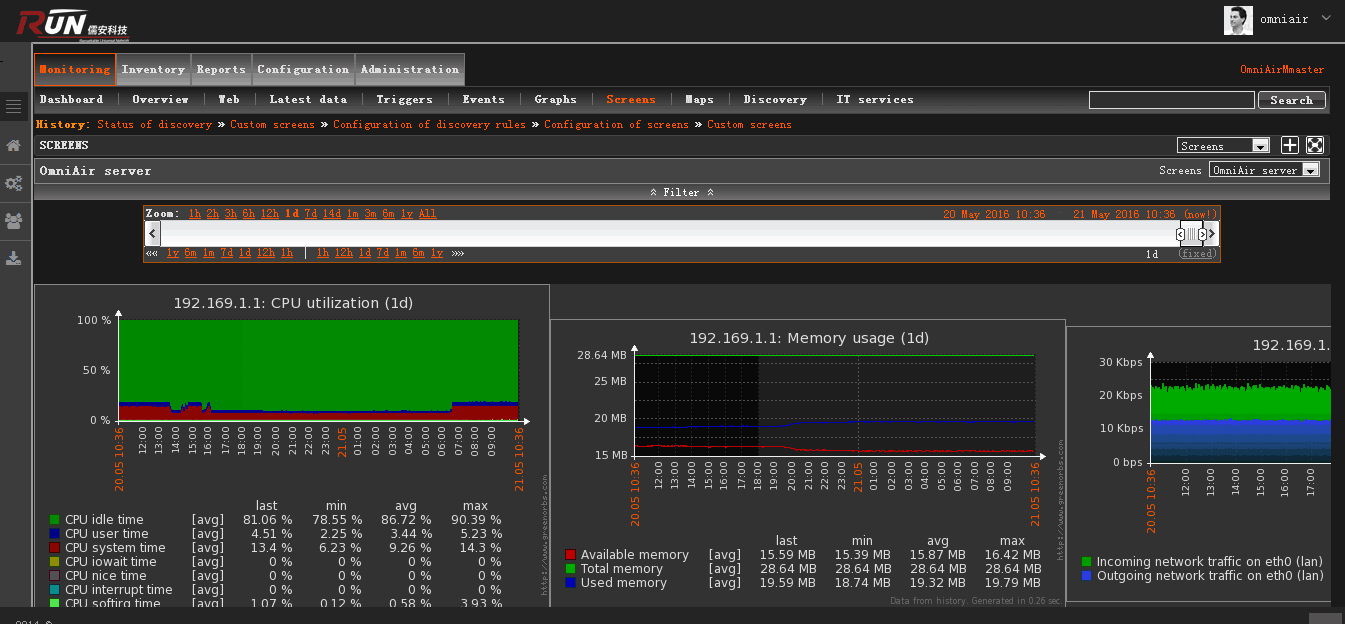 RUN 儒安科技
omniair
Monitoring Inventory Reports Configuration Administration
OmniAirMmaster
Dashboard Overview Web Latest data Triggers Events Graphs Screens Maps Discovery IT services
Search
History: Status of discovery » Custom screens » Configuration of discovery rules » Configuration of screens » Custom screens
SCREENS
Screens
OmniAir server
Screens OmniAir server
Filter
Zoom: 1h 2h 3h 6h 12h 1d 7d 14d 1m 3m 6m 1y All
20 May 2016 10:36 21 May 2016 10:36 (now!)
«« 1y 6m 1m 7d 1d 12h 1h | 1h 12h 1d 7d 1m 6m 1y »»
1d (fixed)
192.169.1.1: CPU utilization (1d)
100 %
50 %
0 %
20.05 10:36 12:00 13:00 14:00 15:00 16:00 17:00 18:00 19:00 20:00 21:00 22:00 23:00 21.05 01:00 02:00 03:00 04:00 05:00 06:00 07:00 08:00 09:00 21.05 10:36
last min avg max
CPU idle time [avg] 81.06 % 78.55 % 86.72 % 90.39 %
CPU user time [avg] 4.51 % 2.25 % 3.44 % 5.23 %
CPU system time [avg] 13.4 % 6.23 % 9.26 % 14.3 %
CPU iowait time [avg] 0 % 0 % 0 % 0 %
CPU nice time [avg] 0 % 0 % 0 % 0 %
CPU interrupt time [avg] 0 % 0 % 0 % 0 %
CPU softirq time [avg] 1.07 % 0.12 % 0.58 % 3.93 %
http://www.greenorbs.com
192.169.1.1: Memory usage (1d)
28.64 MB
25 MB
20 MB
15 MB
20.05 10:36 12:00 13:00 14:00 15:00 16:00 17:00 18:00 19:00 20:00 21:00 22:00 23:00 21.05 01:00 02:00 03:00 04:00 05:00 06:00 07:00 08:00 09:00 21.05 10:36
last min avg max
Available memory [avg] 15.59 MB 15.39 MB 15.87 MB 16.42 MB
Total memory [avg] 28.64 MB 28.64 MB 28.64 MB 28.64 MB
Used memory [avg] 19.59 MB 18.74 MB 19.32 MB 19.79 MB
Data from history. Generated in 0.26 sec.
http://www.greenorbs.com
192.169.1.
30 Kbps
20 Kbps
10 Kbps
0 bps
20.05 10:36 12:00 13:00 14:00 15:00 16:00 17:00
Incoming network traffic on eth0 (lan)
Outgoing network traffic on eth0 (lan)